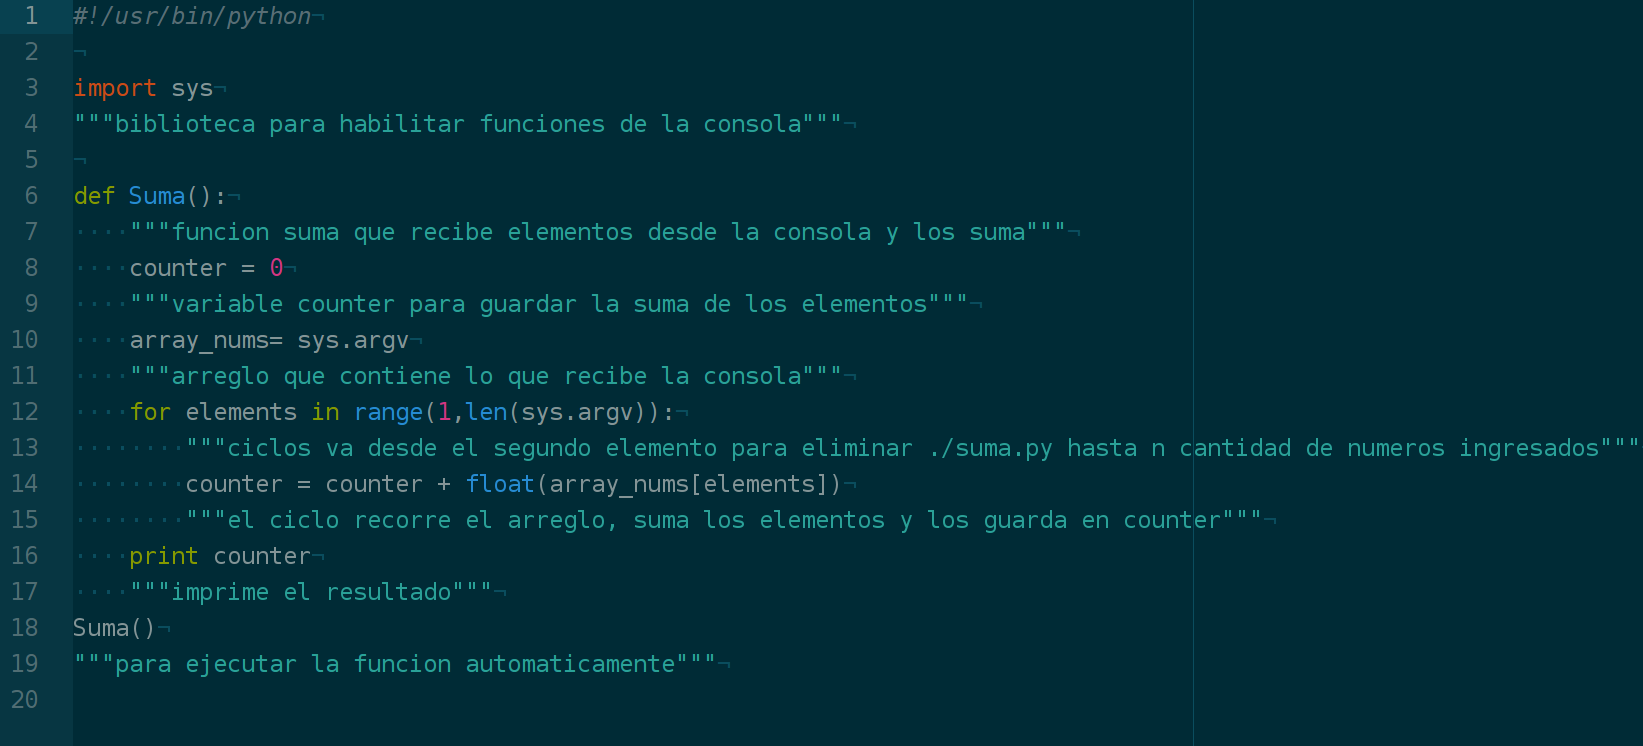 1 #!/usr/bin/python¬
2 ¬
3 import sys¬
4 """biblioteca para habilitar funciones de la consola"""¬
5 ¬
6 def Suma():¬
7 ····"""funcion suma que recibe elementos desde la consola y los suma"""¬
8 ····counter = 0¬
9 ····"""variable counter para guardar la suma de los elementos"""¬
10 ····array_nums= sys.argv¬
11 ····"""arreglo que contiene lo que recibe la consola"""¬
12 ····for elements in range(1,len(sys.argv)):¬
13 ········"""ciclos va desde el segundo elemento para eliminar ./suma.py hasta n cantidad de numeros ingresados"""
14 ········counter = counter + float(array_nums[elements])¬
15 ········"""el ciclo recorre el arreglo, suma los elementos y los guarda en counter"""¬
16 ····print counter¬
17 ····"""imprime el resultado"""¬
18 Suma()¬
19 """para ejecutar la funcion automaticamente"""¬
20